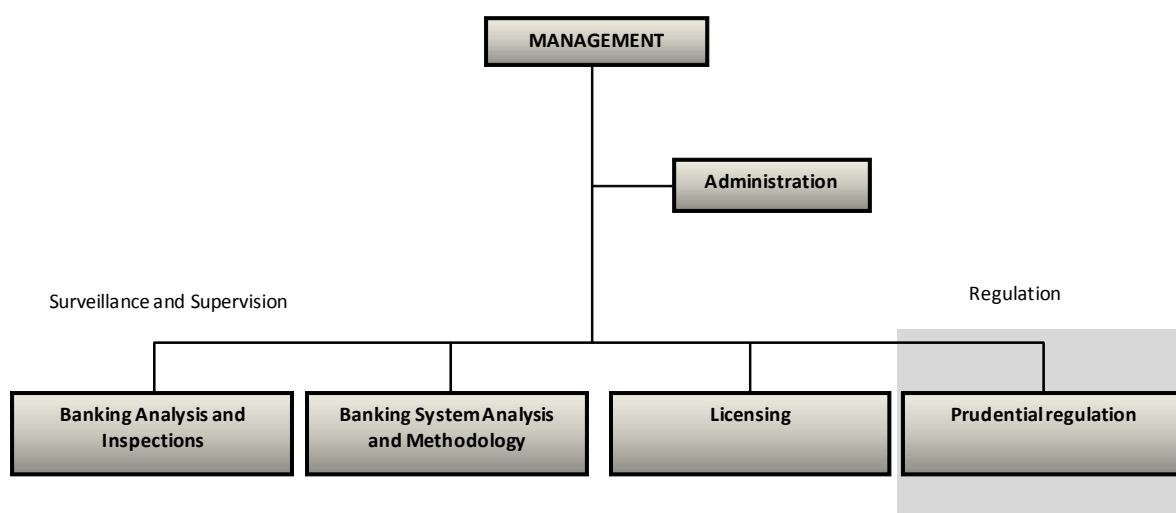 MANAGEMENT
Administration
Surveillance and Supervision
Regulation
Banking Analysis and
Inspections
Banking System Analysis
and Methodology
Licensing
Prudential regulation